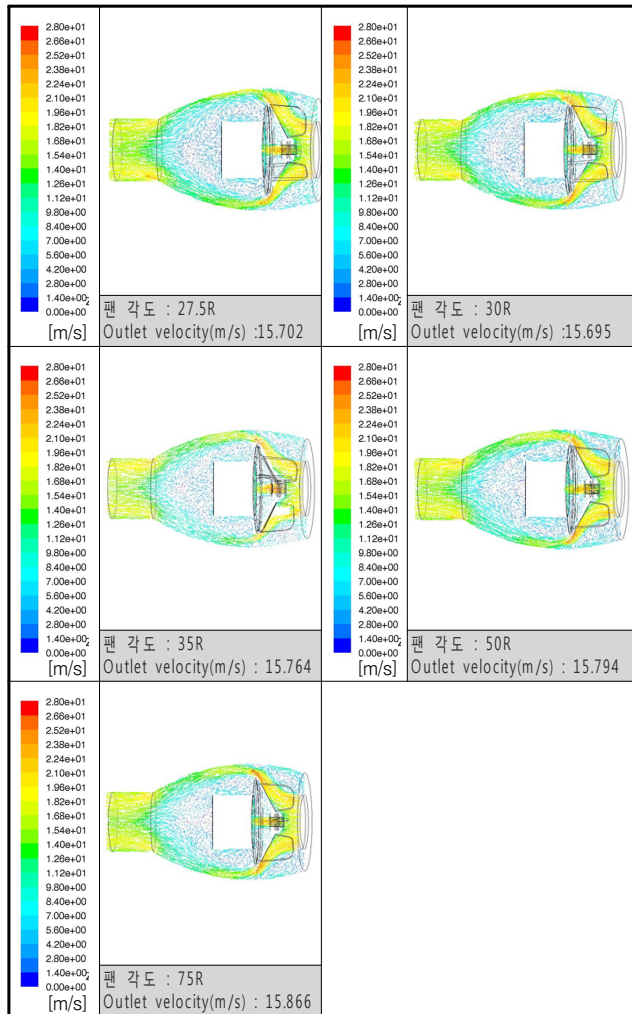 2.80e+01
2.66e+01
2.52e+01
2.38e+01
2.24e+01
2.10e+01
1.96e+01
1.82e+01
1.68e+01
1.54e+01
1.40e+01
1.26e+01
1.12e+01
9.80e+00
8.40e+00
7.00e+00
5.60e+00
4.20e+00
2.80e+00
1.40e+00
0.00e+00
Z
[m/s]
팬 각도 : 27.5R
Outlet velocity(m/s) :15.702
2.80e+01
2.66e+01
2.52e+01
2.38e+01
2.24e+01
2.10e+01
1.96e+01
1.82e+01
1.68e+01
1.54e+01
1.40e+01
1.26e+01
1.12e+01
9.80e+00
8.40e+00
7.00e+00
5.60e+00
4.20e+00
2.80e+00
1.40e+00
0.00e+00
Z
[m/s]
팬 각도 : 30R
Outlet velocity(m/s) :15.695
2.80e+01
2.66e+01
2.52e+01
2.38e+01
2.24e+01
2.10e+01
1.96e+01
1.82e+01
1.68e+01
1.54e+01
1.40e+01
1.26e+01
1.12e+01
9.80e+00
8.40e+00
7.00e+00
5.60e+00
4.20e+00
2.80e+00
1.40e+00
0.00e+00
Z
[m/s]
팬 각도 : 35R
Outlet velocity(m/s) : 15.764
2.80e+01
2.66e+01
2.52e+01
2.38e+01
2.24e+01
2.10e+01
1.96e+01
1.82e+01
1.68e+01
1.54e+01
1.40e+01
1.26e+01
1.12e+01
9.80e+00
8.40e+00
7.00e+00
5.60e+00
4.20e+00
2.80e+00
1.40e+00
0.00e+00
Z
[m/s]
팬 각도 : 50R
Outlet velocity(m/s) : 15.794
2.80e+01
2.66e+01
2.52e+01
2.38e+01
2.24e+01
2.10e+01
1.96e+01
1.82e+01
1.68e+01
1.54e+01
1.40e+01
1.26e+01
1.12e+01
9.80e+00
8.40e+00
7.00e+00
5.60e+00
4.20e+00
2.80e+00
1.40e+00
0.00e+00
Z
[m/s]
팬 각도 : 75R
Outlet velocity(m/s) : 15.866